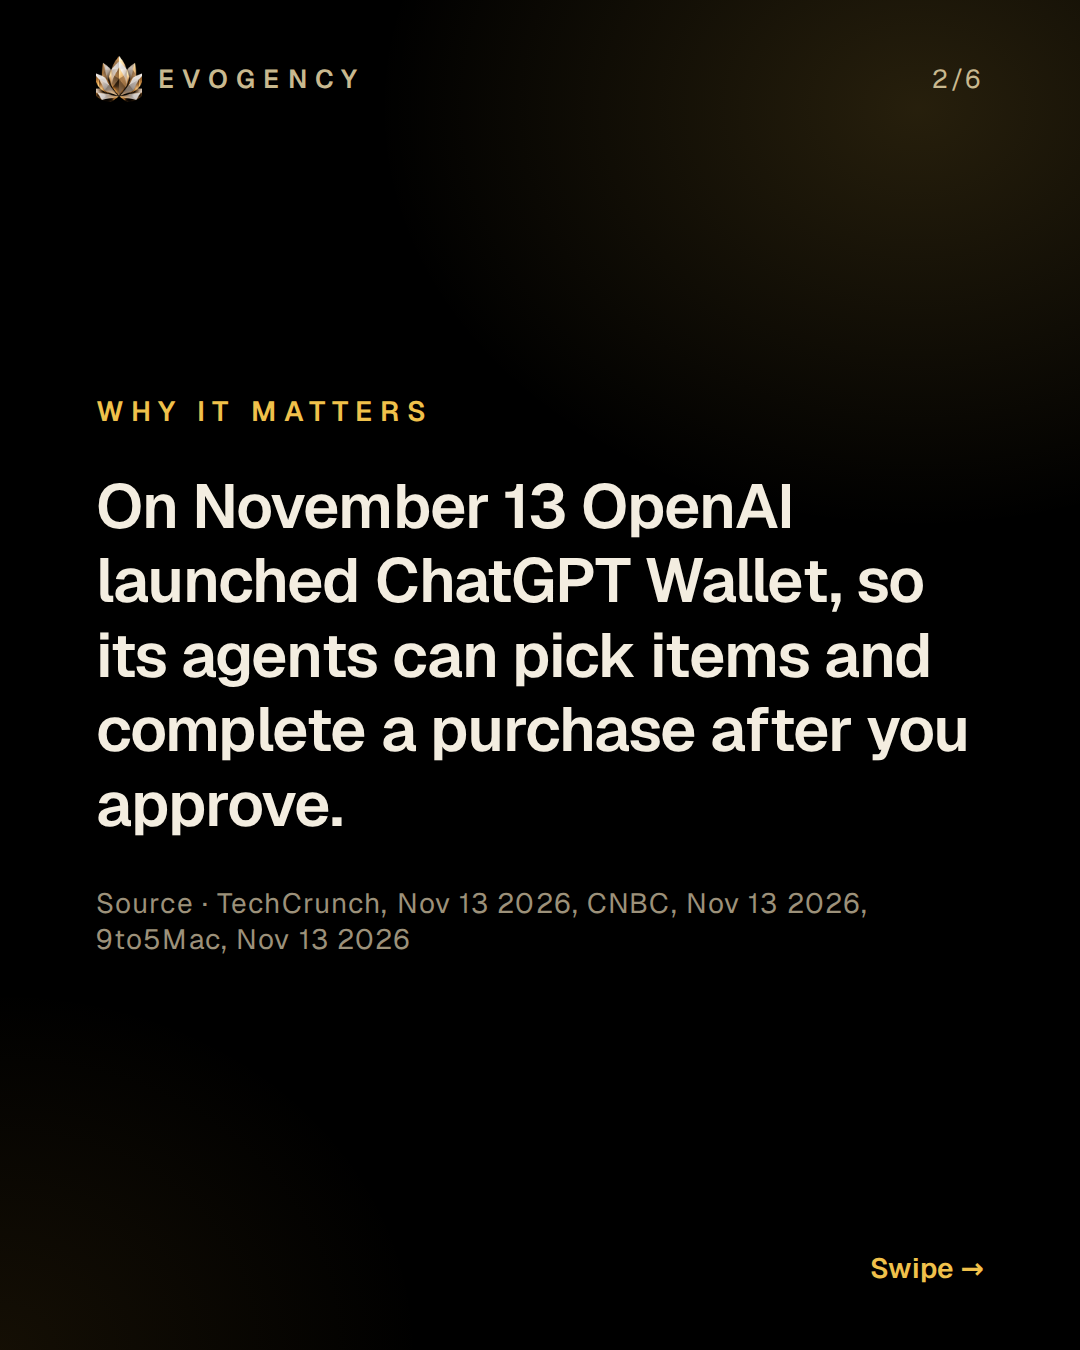 EVOGENCY
2/6
WHY IT MATTERS
On November 13 OpenAI
launched ChatGPT Wallet, so
its agents can pick items and
complete a purchase after you
approve.
Source · TechCrunch, Nov 13 2026, CNBC, Nov 13 2026,
9to5Mac, Nov 13 2026
Swipe →